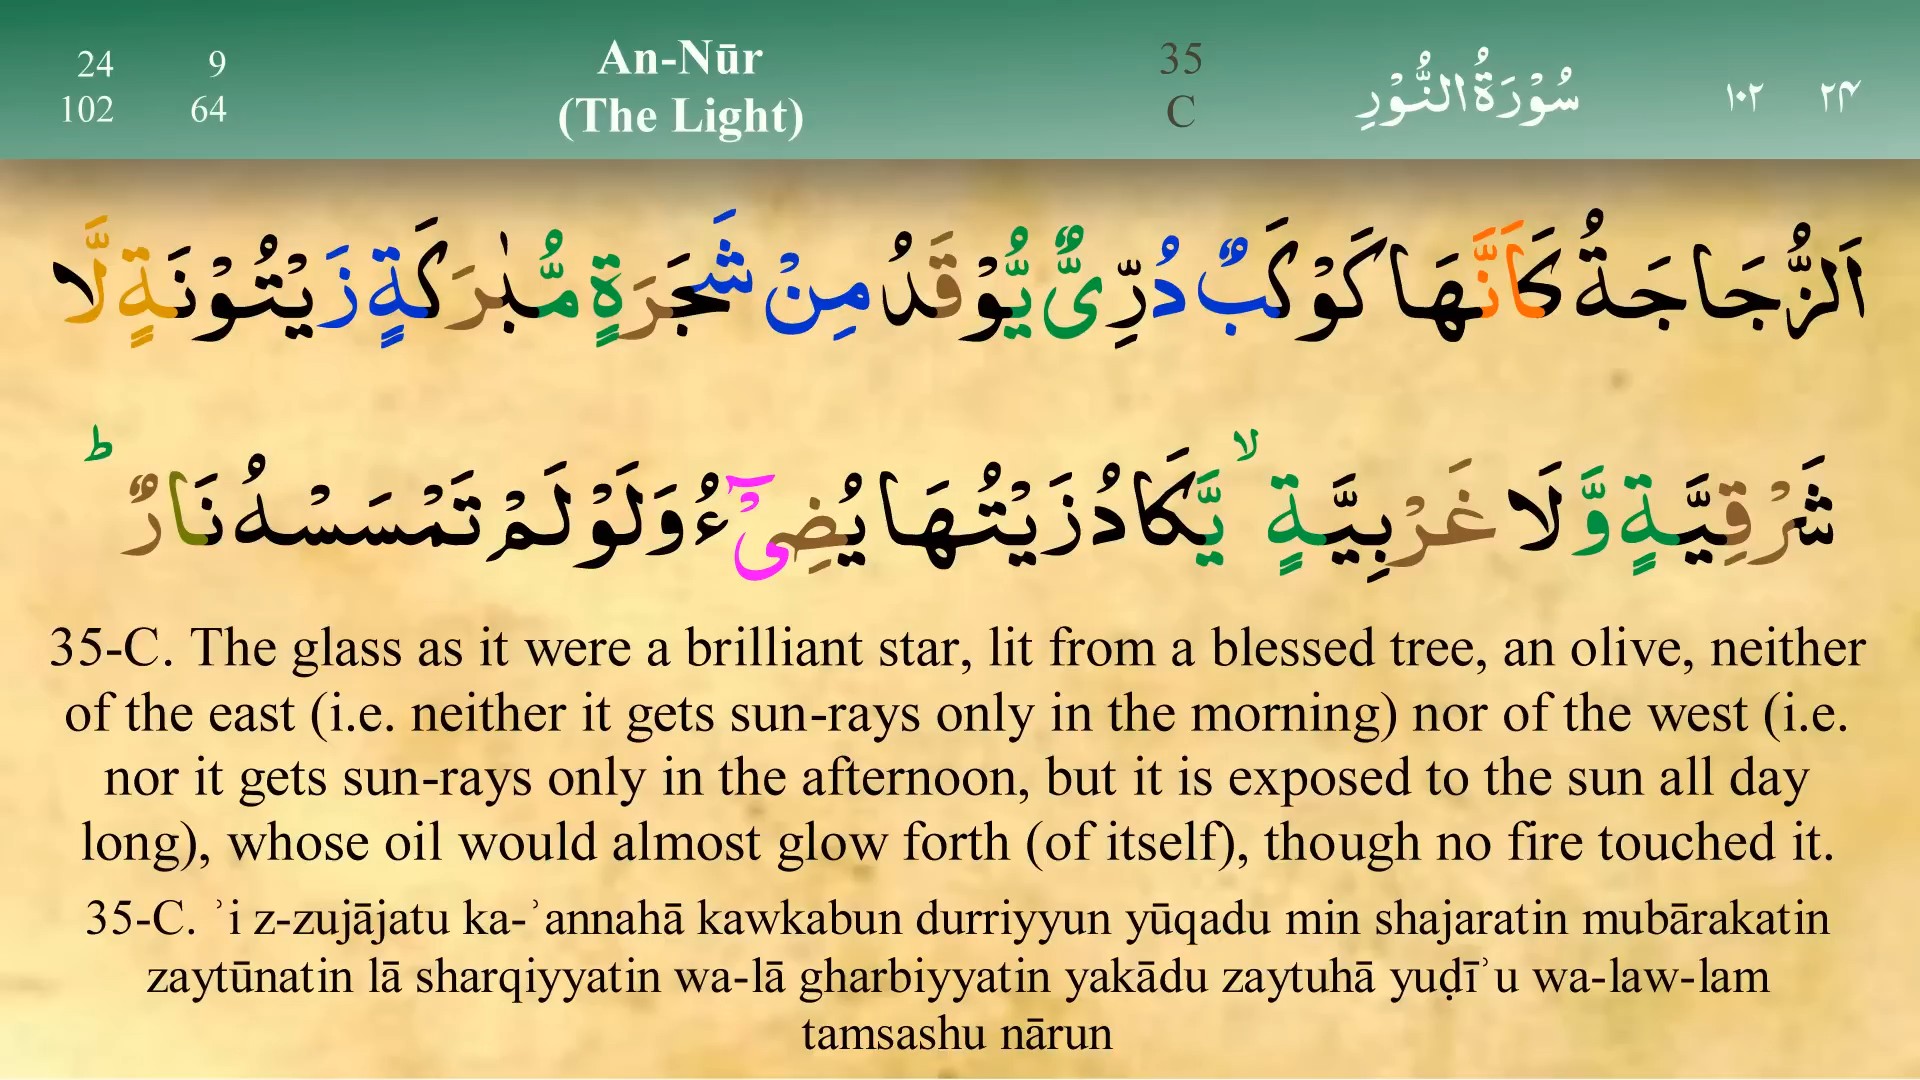 24 9 An-Nūr 35 سُوْرَةُ النُّوْرِ ١٠٢ ٢۴
102 64 (The Light) C
اَلزُّجَاجَةُ كَاَنَّهَا كَوْكَبٌ دُرِّىٌّ يُّوْقَدُ مِنْ شَجَرَةٍ مُّبٰرَكَةٍ زَيْتُوْنَةٍ لَّا
شَرْقِيَّةٍ وَّلَا غَرْبِيَّةٍ ۙ يَّكَادُ زَيْتُهَا يُضِىْٓءُ وَلَوْ لَمْ تَمْسَسْهُ نَارٌ ؕ
35-C. The glass as it were a brilliant star, lit from a blessed tree, an olive, neither
of the east (i.e. neither it gets sun-rays only in the morning) nor of the west (i.e.
nor it gets sun-rays only in the afternoon, but it is exposed to the sun all day
long), whose oil would almost glow forth (of itself), though no fire touched it.
35-C. ʾi z-zujājatu ka-ʾannahā kawkabun durriyyun yūqadu min shajaratin mubārakatin
zaytūnatin lā sharqiyyatin wa-lā gharbiyyatin yakādu zaytuhā yuḍīʾu wa-law-lam
tamsashu nārun